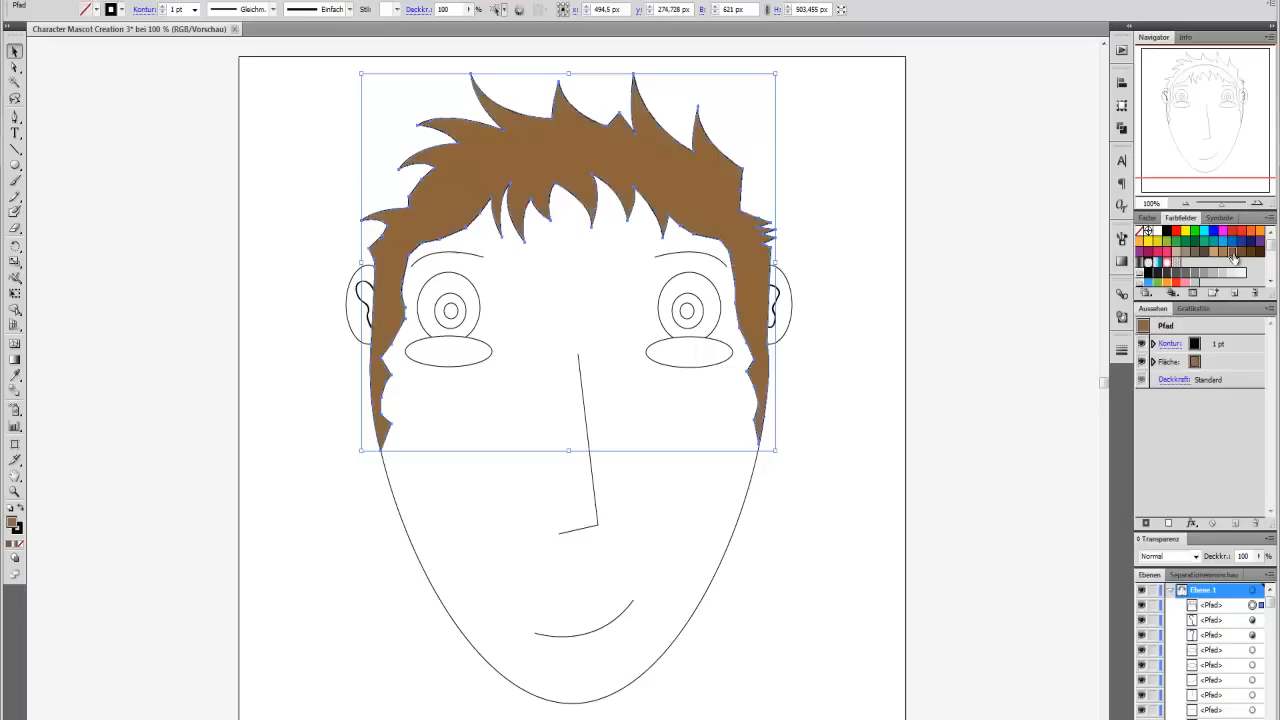 Pfad
Kontur: 1 pt Gleichm. Einfach Stil: Deckkr.: 100 % X: 494,5 px Y: 274,728 px B: 621 px H: 503,455 px
Character Mascot Creation 3* bei 100 % (RGB/Vorschau)
Navigator Info
100%
Farbe Farbfelder Symbole
Aussehen Grafikstile
Pfad
Kontur: 1 pt
Fläche:
Deckkraft: Standard
Transparenz
Normal Deckkr.: 100 %
Ebenen Separationenvorschau
Ebene 1
<Pfad>
<Pfad>
<Pfad>
<Pfad>
<Pfad>
<Pfad>
<Pfad>
<Pfad>